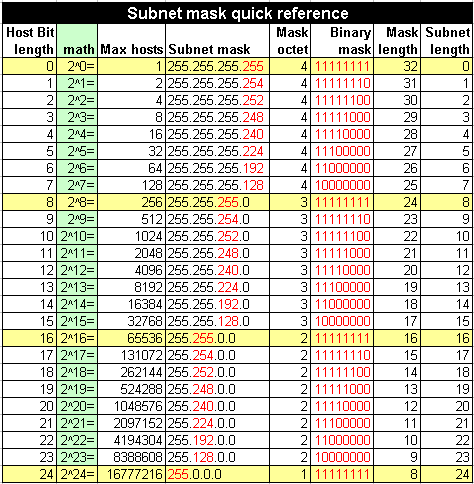 Subnet mask quick reference
Host Bit length math Max hosts Subnet mask Mask octet Binary mask Mask length Subnet length
0 2^0= 1 255.255.255.255 4 11111111 32 0
1 2^1= 2 255.255.255.254 4 11111110 31 1
2 2^2= 4 255.255.255.252 4 11111100 30 2
3 2^3= 8 255.255.255.248 4 11111000 29 3
4 2^4= 16 255.255.255.240 4 11110000 28 4
5 2^5= 32 255.255.255.224 4 11100000 27 5
6 2^6= 64 255.255.255.192 4 11000000 26 6
7 2^7= 128 255.255.255.128 4 10000000 25 7
8 2^8= 256 255.255.255.0 3 11111111 24 8
9 2^9= 512 255.255.254.0 3 11111110 23 9
10 2^10= 1024 255.255.252.0 3 11111100 22 10
11 2^11= 2048 255.255.248.0 3 11111000 21 11
12 2^12= 4096 255.255.240.0 3 11110000 20 12
13 2^13= 8192 255.255.224.0 3 11100000 19 13
14 2^14= 16384 255.255.192.0 3 11000000 18 14
15 2^15= 32768 255.255.128.0 3 10000000 17 15
16 2^16= 65536 255.255.0.0 2 11111111 16 16
17 2^17= 131072 255.254.0.0 2 11111110 15 17
18 2^18= 262144 255.252.0.0 2 11111100 14 18
19 2^19= 524288 255.248.0.0 2 11111000 13 19
20 2^20= 1048576 255.240.0.0 2 11110000 12 20
21 2^21= 2097152 255.224.0.0 2 11100000 11 21
22 2^22= 4194304 255.192.0.0 2 11000000 10 22
23 2^23= 8388608 255.128.0.0 2 10000000 9 23
24 2^24= 16777216 255.0.0.0 1 11111111 8 24